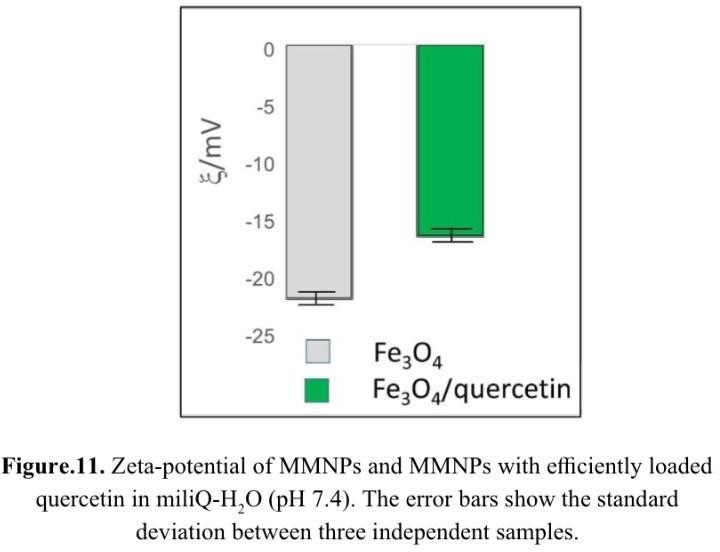 0
-5
-10
-15
-20
-25
ξ/mV
Fe₃O₄
Fe₃O₄/quercetin
Figure.11. Zeta-potential of MMNPs and MMNPs with efficiently loaded
quercetin in miliQ-H₂O (pH 7.4). The error bars show the standard
deviation between three independent samples.